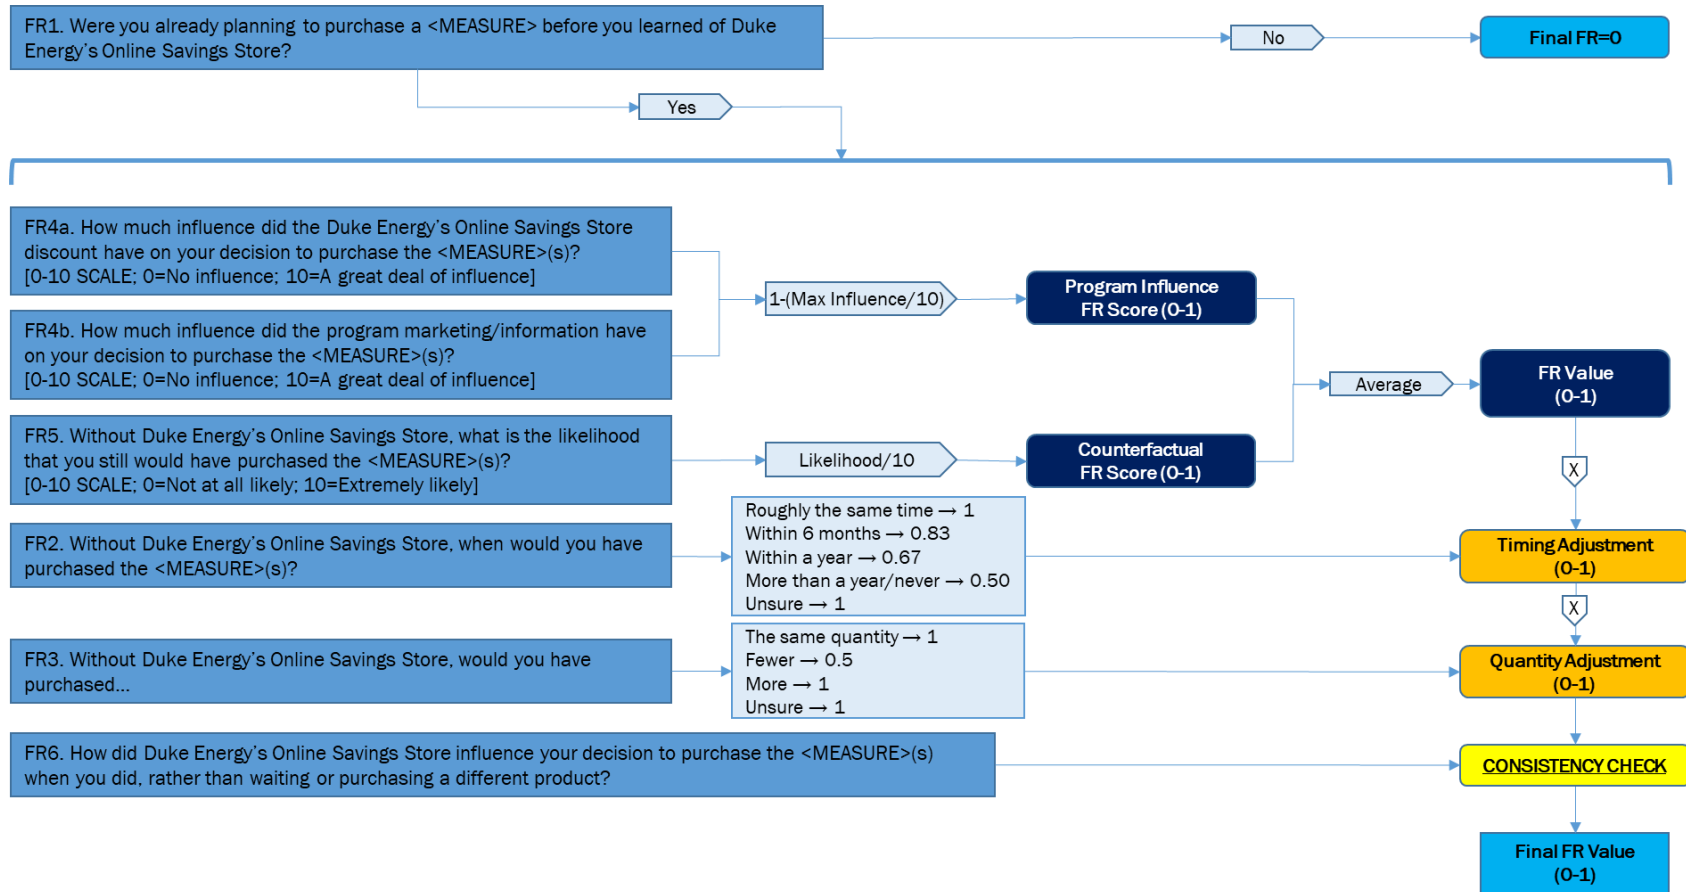 FR1. Were you already planning to purchase a <MEASURE> before you learned of Duke
Energy's Online Savings Store?
No
Final FR=0
Yes
FR4a. How much influence did the Duke Energy's Online Savings Store
discount have on your decision to purchase the <MEASURE>(s)?
[0-10 SCALE; 0=No influence; 10=A great deal of influence]
FR4b. How much influence did the program marketing/information have
on your decision to purchase the <MEASURE>(s)?
[0-10 SCALE; 0=No influence; 10=A great deal of influence]
1-(Max Influence/10)
Program Influence
FR Score (0-1)
Average
FR Value
(0-1)
FR5. Without Duke Energy's Online Savings Store, what is the likelihood
that you still would have purchased the <MEASURE>(s)?
[0-10 SCALE; 0=Not at all likely; 10=Extremely likely]
Likelihood/10
Counterfactual
FR Score (0-1)
X
FR2. Without Duke Energy's Online Savings Store, when would you have
purchased the <MEASURE>(s)?
Roughly the same time → 1
Within 6 months → 0.83
Within a year → 0.67
More than a year/never → 0.50
Unsure → 1
Timing Adjustment
(0-1)
X
FR3. Without Duke Energy's Online Savings Store, would you have
purchased...
The same quantity → 1
Fewer → 0.5
More → 1
Unsure → 1
Quantity Adjustment
(0-1)
FR6. How did Duke Energy's Online Savings Store influence your decision to purchase the <MEASURE>(s)
when you did, rather than waiting or purchasing a different product?
CONSISTENCY CHECK
Final FR Value
(0-1)